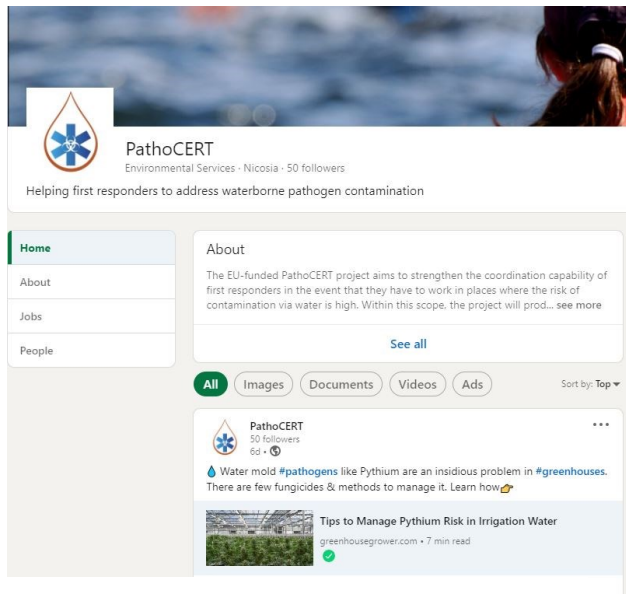 PathoCERT
Environmental Services · Nicosia · 50 followers
Helping first responders to address waterborne pathogen contamination
Home
About
Jobs
People
About
The EU-funded PathoCERT project aims to strengthen the coordination capability of
first responders in the event that they have to work in places where the risk of
contamination via water is high. Within this scope, the project will prod... see more
See all
All Images Documents Videos Ads Sort by: Top
PathoCERT
50 followers
6d •
Water mold #pathogens like Pythium are an insidious problem in #greenhouses.
There are few fungicides & methods to manage it. Learn how
Tips to Manage Pythium Risk in Irrigation Water
greenhousegrower.com • 7 min read